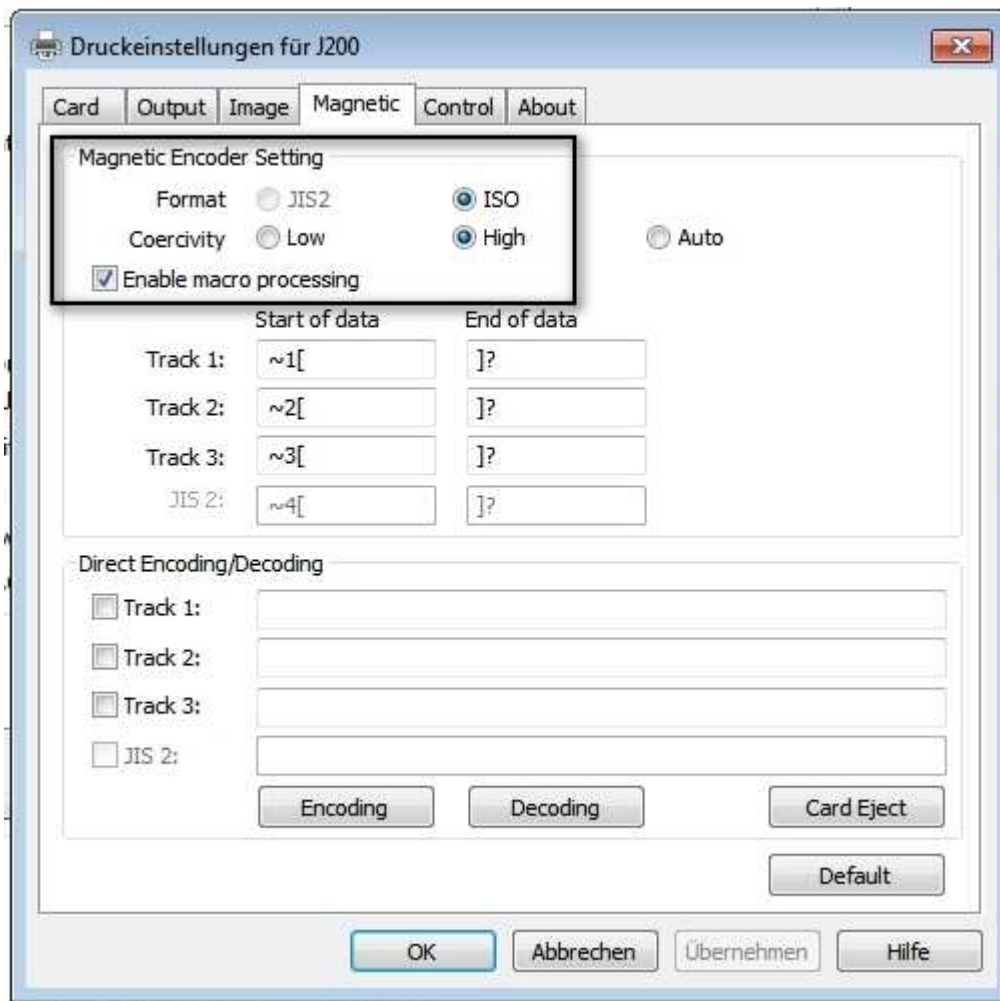 Druckeinstellungen für J200
Card Output Image Magnetic Control About
Magnetic Encoder Setting
Format JIS2 ISO
Coercivity Low High Auto
Enable macro processing
Start of data End of data
Track 1: ~1[ ]?
Track 2: ~2[ ]?
Track 3: ~3[ ]?
JIS 2: ~4[ ]?
Direct Encoding/Decoding
Track 1:
Track 2:
Track 3:
JIS 2:
Encoding Decoding Card Eject
Default
OK Abbrechen Übernehmen Hilfe